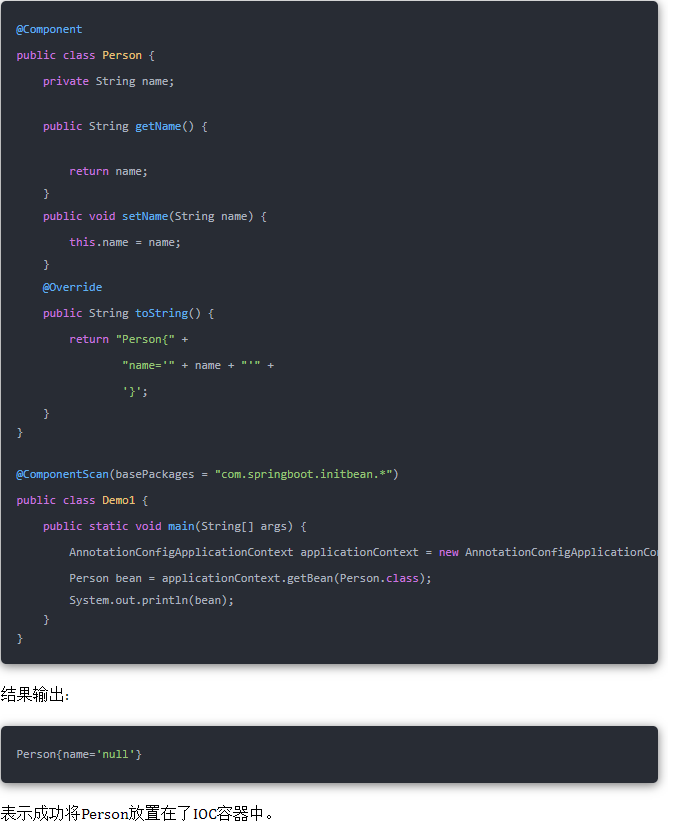 @Component
public class Person {
    private String name;
    public String getName() {
        return name;
    }
    public void setName(String name) {
        this.name = name;
    }
    @Override
    public String toString() {
        return "Person{" +
                "name='" + name + "'" +
                '}';
    }
}
@ComponentScan(basePackages = "com.springboot.initbean.*")
public class Demo1 {
    public static void main(String[] args) {
        AnnotationConfigApplicationContext applicationContext = new AnnotationConfigApplicationCo
        Person bean = applicationContext.getBean(Person.class);
        System.out.println(bean);
    }
}
结果输出:
Person{name='null'}
表示成功将Person放置在了IOC容器中。